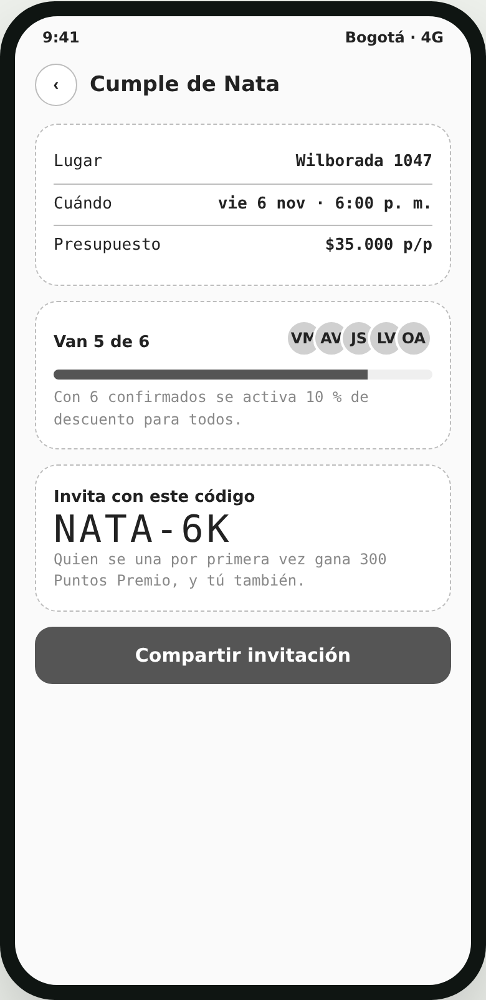 9:41
Bogotá · 4G
‹
Cumple de Nata
Lugar
Wilborada 1047
Cuándo
vie 6 nov · 6:00 p. m.
Presupuesto
$35.000 p/p
Van 5 de 6
VM AV JS LV OA
Con 6 confirmados se activa 10 % de
descuento para todos.
Invita con este código
NATA-6K
Quien se una por primera vez gana 300
Puntos Premio, y tú también.
Compartir invitación